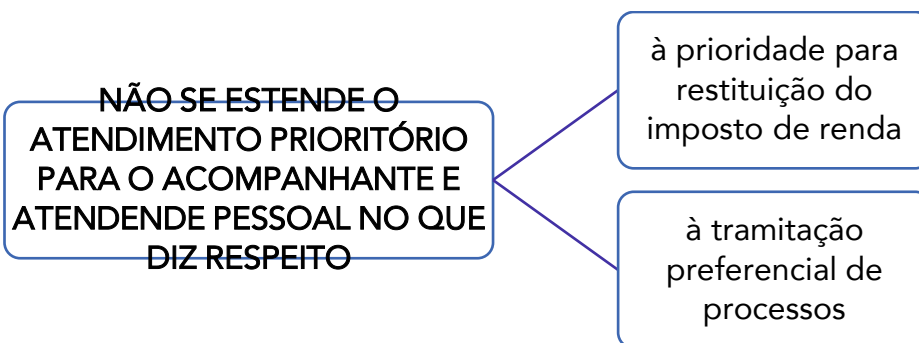 NÃO SE ESTENDE O
ATENDIMENTO PRIORITÓRIO
PARA O ACOMPANHANTE E
ATENDENDE PESSOAL NO QUE
DIZ RESPEITO
à prioridade para
restituição do
imposto de renda
à tramitação
preferencial de
processos